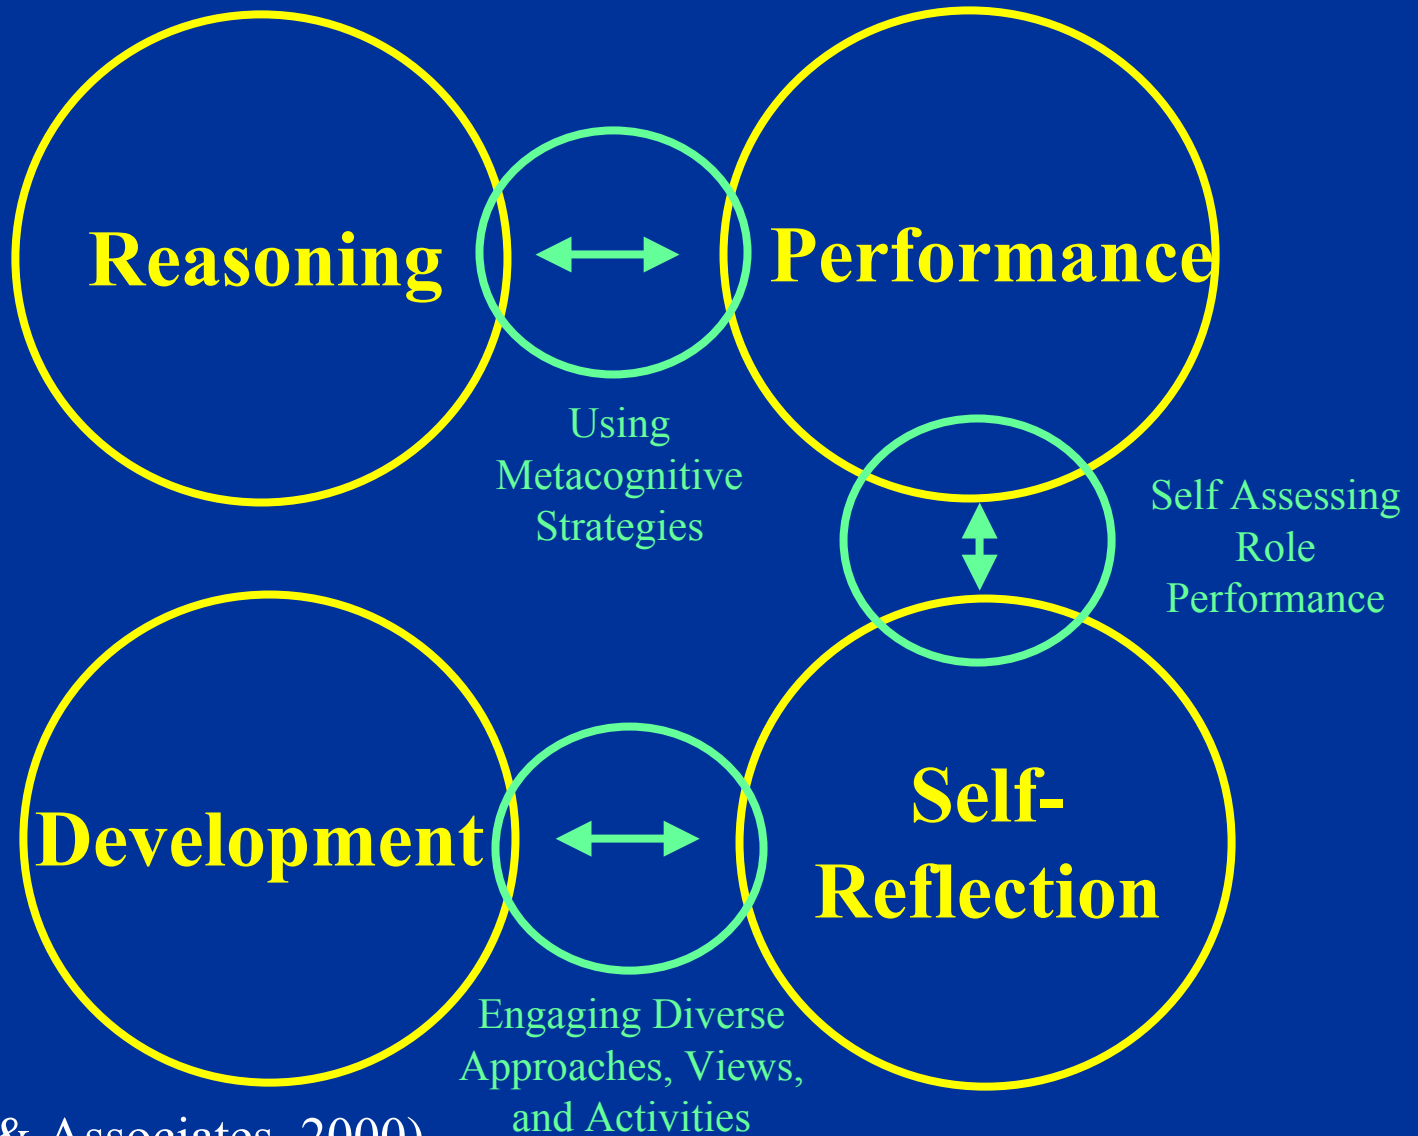 Reasoning
Performance
Using
Metacognitive
Strategies
Self Assessing
Role
Performance
Development
Self-
Reflection
Engaging Diverse
Approaches, Views,
and Activities
& Associates, 2000)